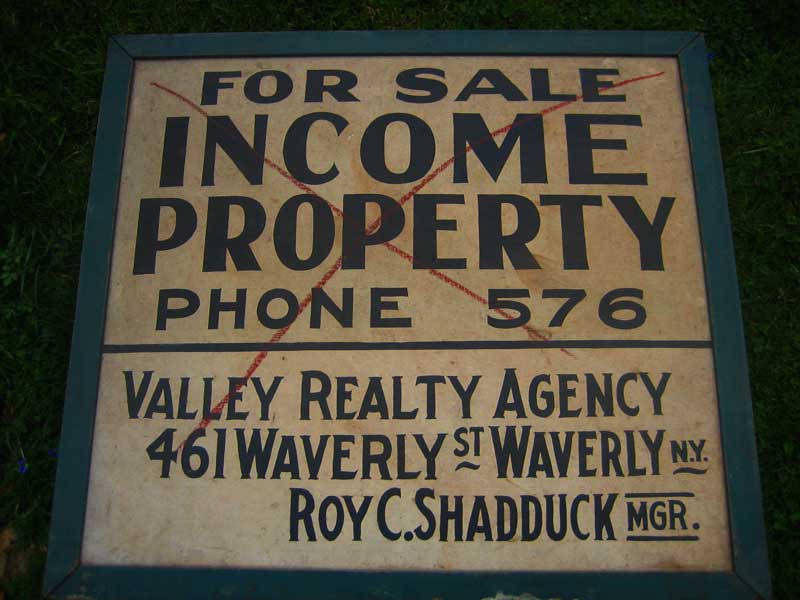 FOR SALE
INCOME
PROPERTY
PHONE 576
VALLEY REALTY AGENCY
461 WAVERLY ST WAVERLY N.Y.
ROY C. SHADDUCK MGR.